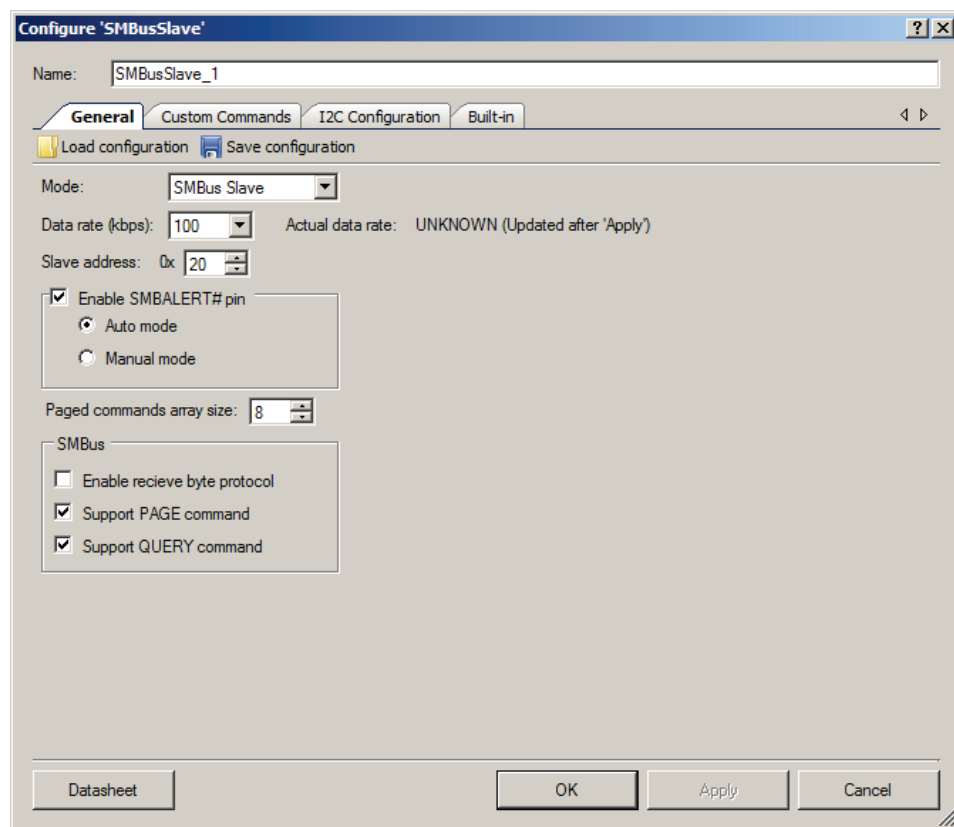 Configure 'SMBusSlave'
Name: SMBusSlave_1
General Custom Commands I2C Configuration Built-in
Load configuration Save configuration
Mode: SMBus Slave
Data rate (kbps): 100 Actual data rate: UNKNOWN (Updated after 'Apply')
Slave address: 0x 20
Enable SMBALERT# pin
Auto mode
Manual mode
Paged commands array size: 8
SMBus
Enable recieve byte protocol
Support PAGE command
Support QUERY command
Datasheet OK Apply Cancel